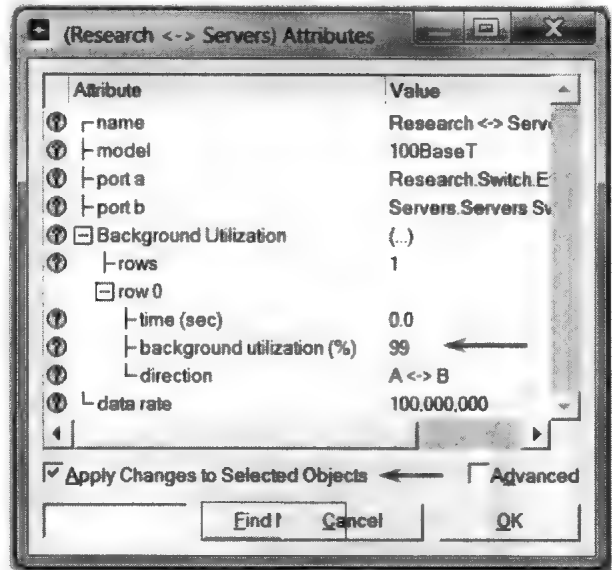 (Research <-> Servers) Attributes
Attribute Value
name Research <-> Serv
model 100BaseT
port a Research.Switch.E
port b Servers.Servers Sv
Background Utilization (...)
rows 1
row 0
time (sec) 0.0
background utilization (%) 99
direction A <-> B
data rate 100,000,000
Apply Changes to Selected Objects Advanced
Find Cancel OK